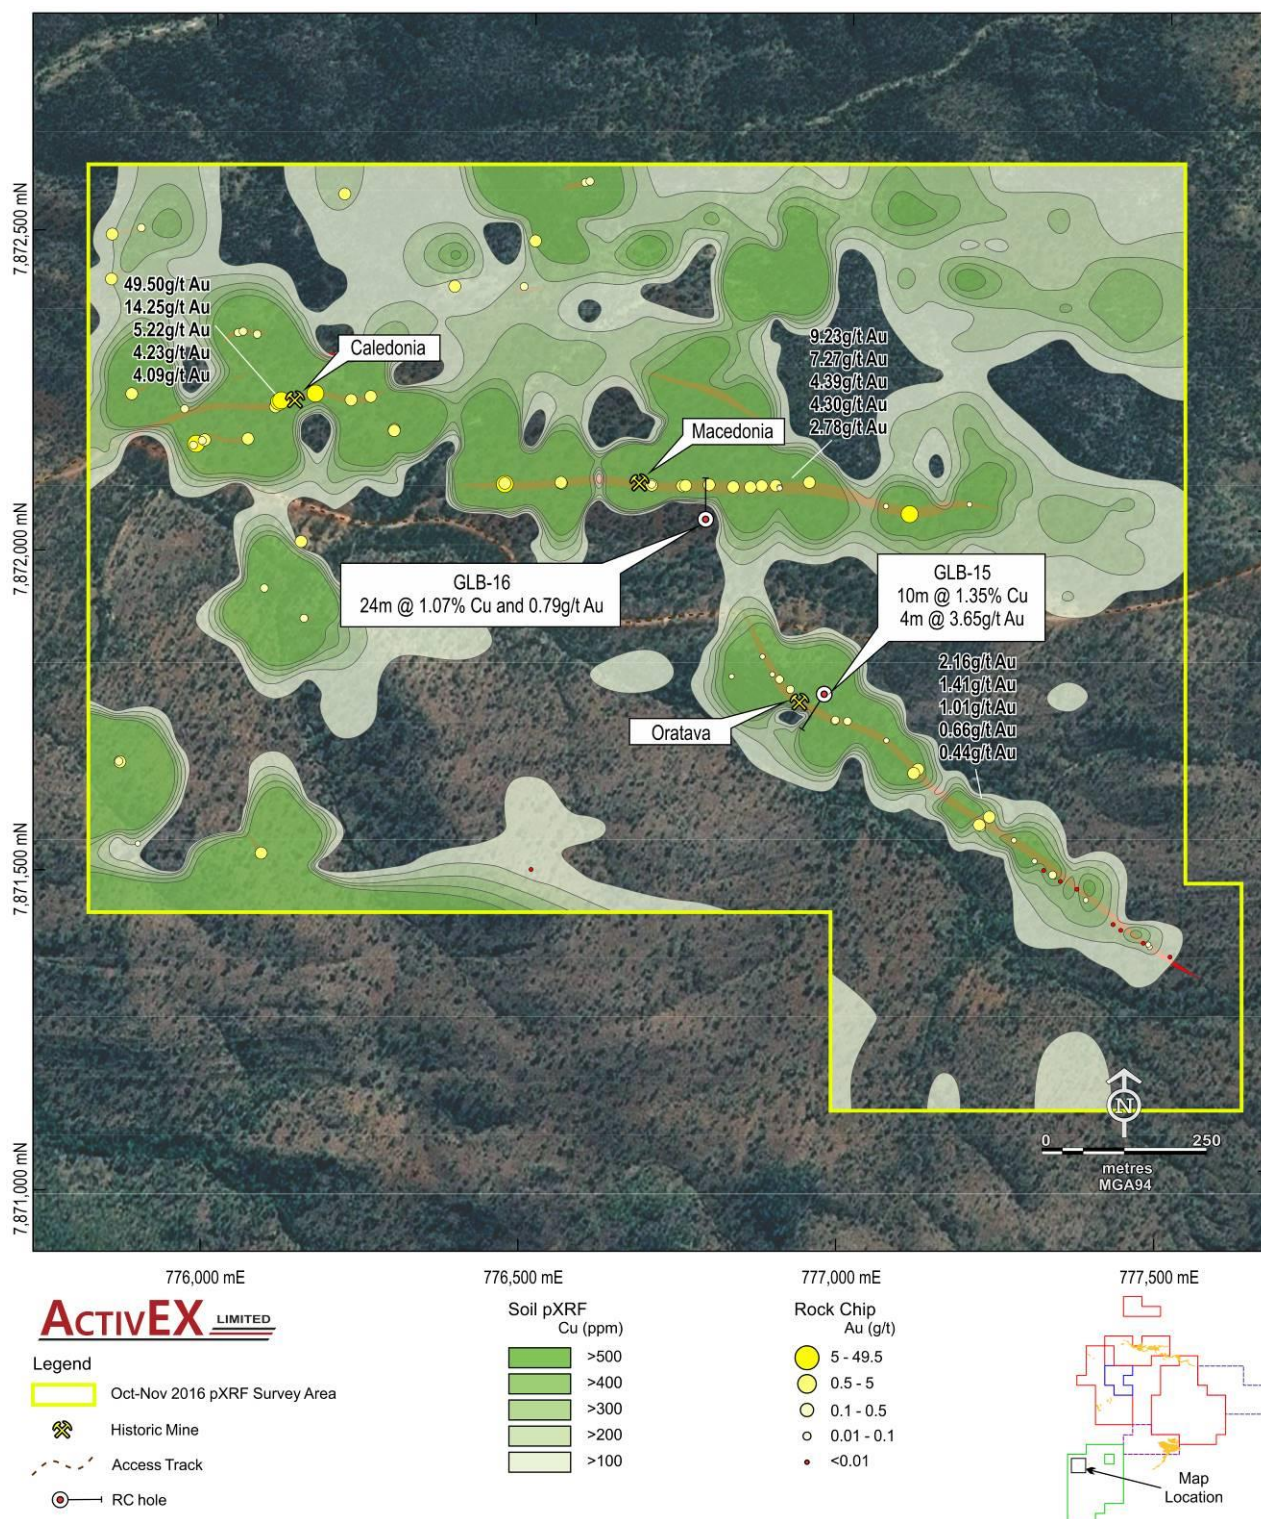 7,872,500 mN
7,872,000 mN
7,871,500 mN
7,871,000 mN
49.50g/t Au
14.25g/t Au
5.22g/t Au
4.23g/t Au
4.09g/t Au
Caledonia
9.23g/t Au
7.27g/t Au
4.39g/t Au
4.30g/t Au
2.78g/t Au
Macedonia
GLB-16
24m @ 1.07% Cu and 0.79g/t Au
GLB-15
10m @ 1.35% Cu
4m @ 3.65g/t Au
2.16g/t Au
1.41g/t Au
1.01g/t Au
0.66g/t Au
0.44g/t Au
Oratava
N
0 250
metres
MGA94
776,000 mE 776,500 mE 777,000 mE 777,500 mE
ACTIVEX LIMITED
Legend
Oct-Nov 2016 pXRF Survey Area
Historic Mine
Access Track
RC hole
Soil pXRF
Cu (ppm)
>500
>400
>300
>200
>100
Rock Chip
Au (g/t)
5 - 49.5
0.5 - 5
0.1 - 0.5
0.01 - 0.1
<0.01
Map
Location